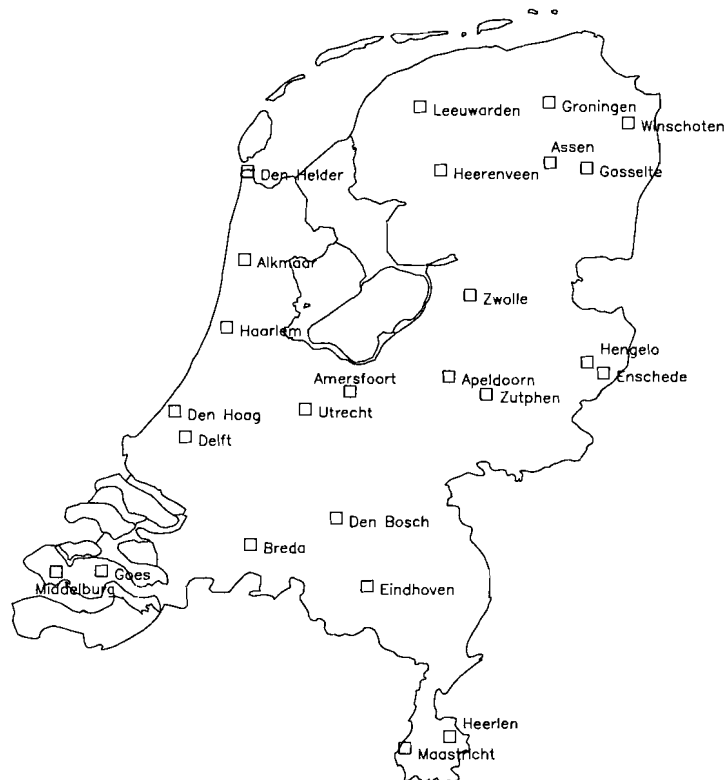 Leeuwarden
Groningen
Winschoten
Assen
Gosselte
Den Helder
Heerenveen
Alkmaar
Zwolle
Haarlem
Hengelo
Enschede
Amersfoort
Apeldoorn
Zutphen
Den Haag
Utrecht
Delft
Den Bosch
Breda
Goes
Middelburg
Eindhoven
Heerlen
Maastricht